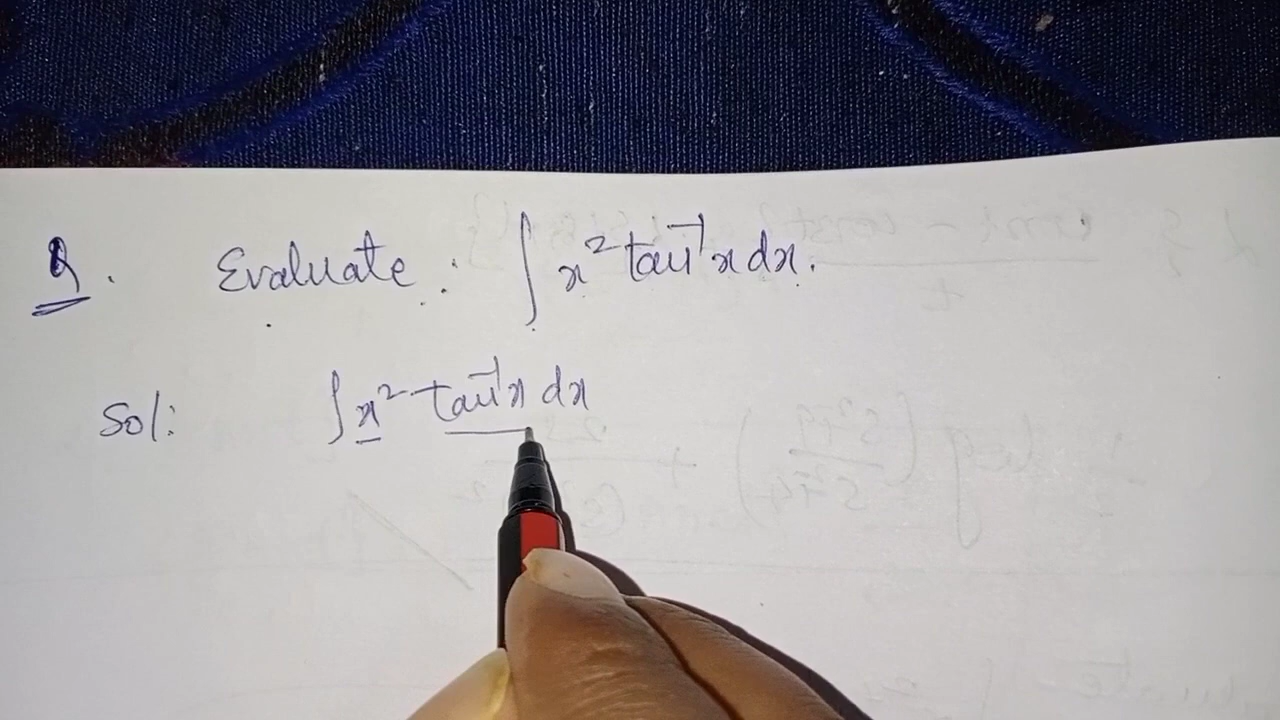 Q. Evaluate : ∫ x² tan⁻¹x dx.
Sol: ∫ x² tan⁻¹x dx